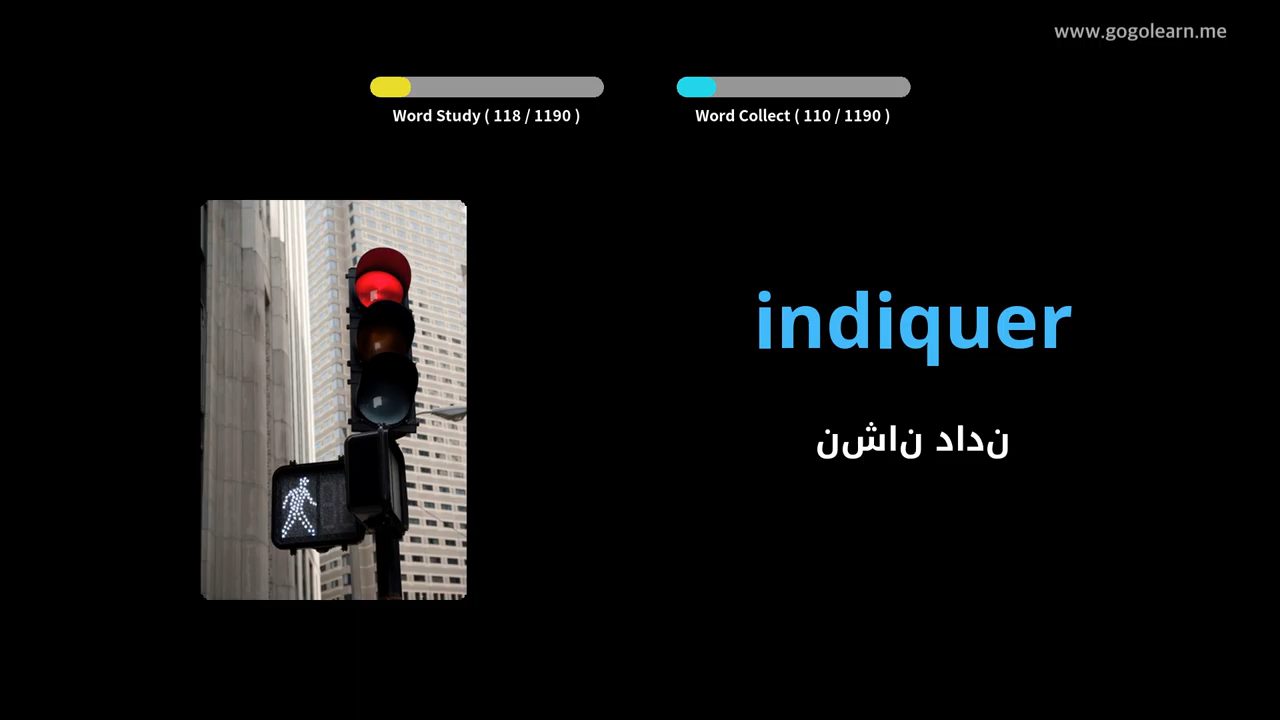 www.gogolearn.me
Word Study ( 118 / 1190 )
Word Collect ( 110 / 1190 )
indiquer
نشان دادن